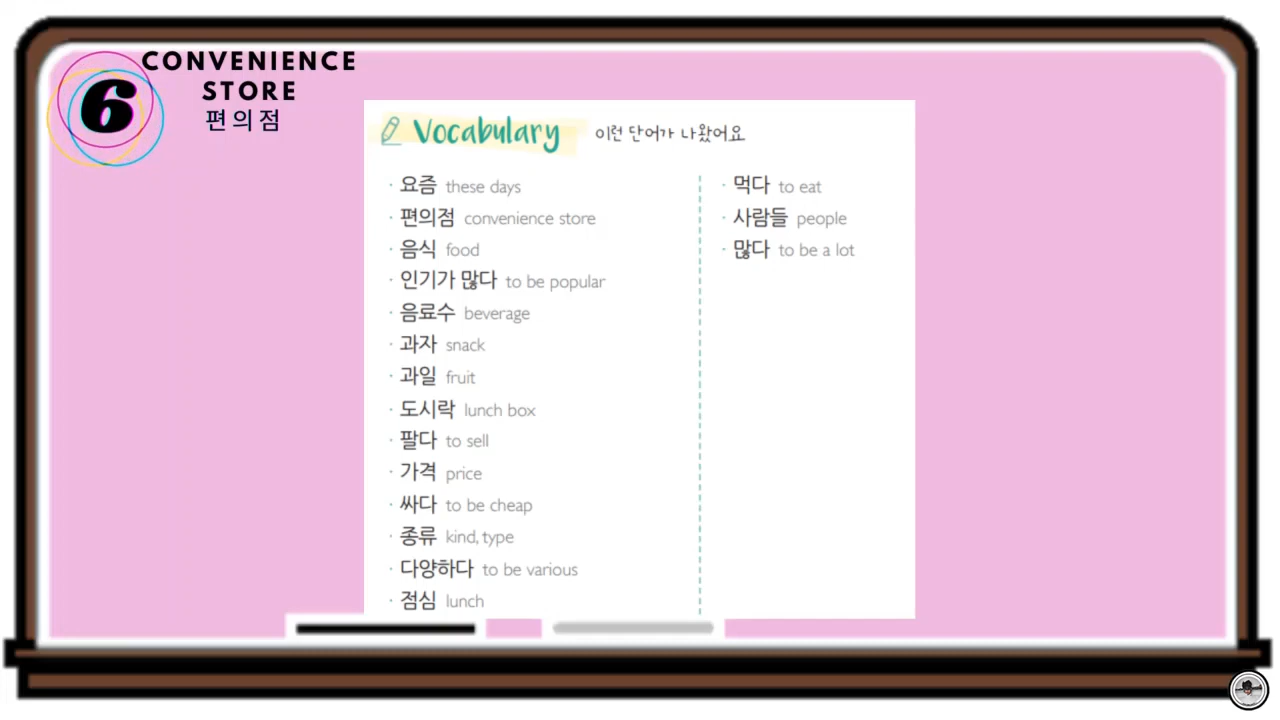 6
CONVENIENCE
STORE
편의점
Vocabulary 이런 단어가 나왔어요
· 요즘 these days
· 편의점 convenience store
· 음식 food
· 인기가 많다 to be popular
· 음료수 beverage
· 과자 snack
· 과일 fruit
· 도시락 lunch box
· 팔다 to sell
· 가격 price
· 싸다 to be cheap
· 종류 kind, type
· 다양하다 to be various
· 점심 lunch
· 먹다 to eat
· 사람들 people
· 많다 to be a lot